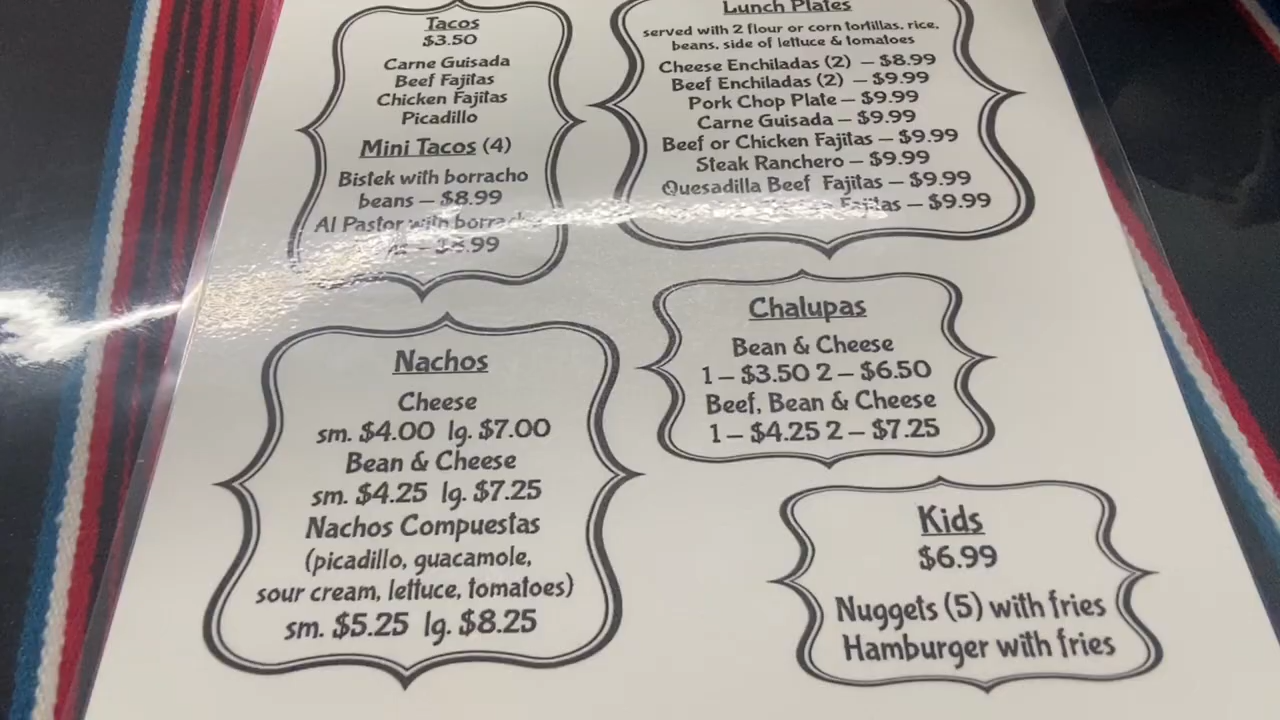 Tacos
$3.50
Carne Guisada
Beef Fajitas
Chicken Fajitas
Picadillo
Mini Tacos (4)
Bistek with borracho
beans – $8.99
Al Pastor with
.99
Lunch Plates
served with 2 flour or corn tortillas, rice,
beans, side of lettuce & tomatoes
Cheese Enchiladas (2) – $8.99
Beef Enchiladas (2) – $9.99
Pork Chop Plate – $9.99
Carne Guisada – $9.99
Beef or Chicken Fajitas – $9.99
Steak Ranchero – $9.99
Quesadilla Beef Fajitas – $9.99
Fajitas – $9.99
Chalupas
Bean & Cheese
1 – $3.50 2 – $6.50
Beef, Bean & Cheese
1 – $4.25 2 – $7.25
Nachos
Cheese
sm. $4.00 lg. $7.00
Bean & Cheese
sm. $4.25 lg. $7.25
Nachos Compuestas
(picadillo, guacamole,
sour cream, lettuce, tomatoes)
sm. $5.25 lg. $8.25
Kids
$6.99
Nuggets (5) with fries
Hamburger with fries